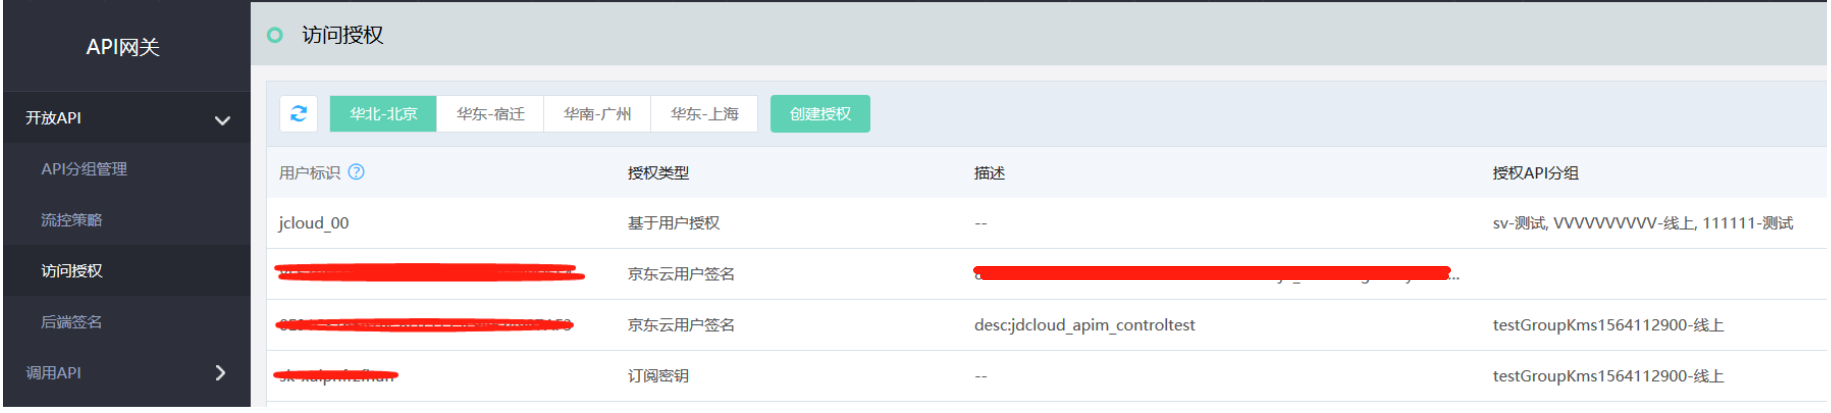 API网关
开放API
API分组管理
流控策略
访问授权
后端签名
调用API
访问授权
华北-北京 华东-宿迁 华南-广州 华东-上海 创建授权
用户标识 ? 授权类型 描述 授权API分组
jcloud_00 基于用户授权 -- sv-测试, VVVVVVVVVV-线上, 111111-测试
京东云用户签名 ...
京东云用户签名 desc:jdcloud_apim_controltest testGroupKms1564112900-线上
订阅密钥 -- testGroupKms1564112900-线上